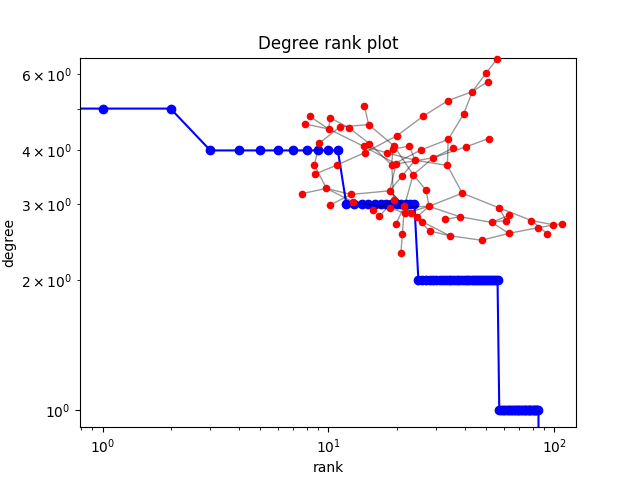 Degree rank plot
degree
6 × 10⁰
4 × 10⁰
3 × 10⁰
2 × 10⁰
10⁰
10⁰ 10¹ 10²
rank